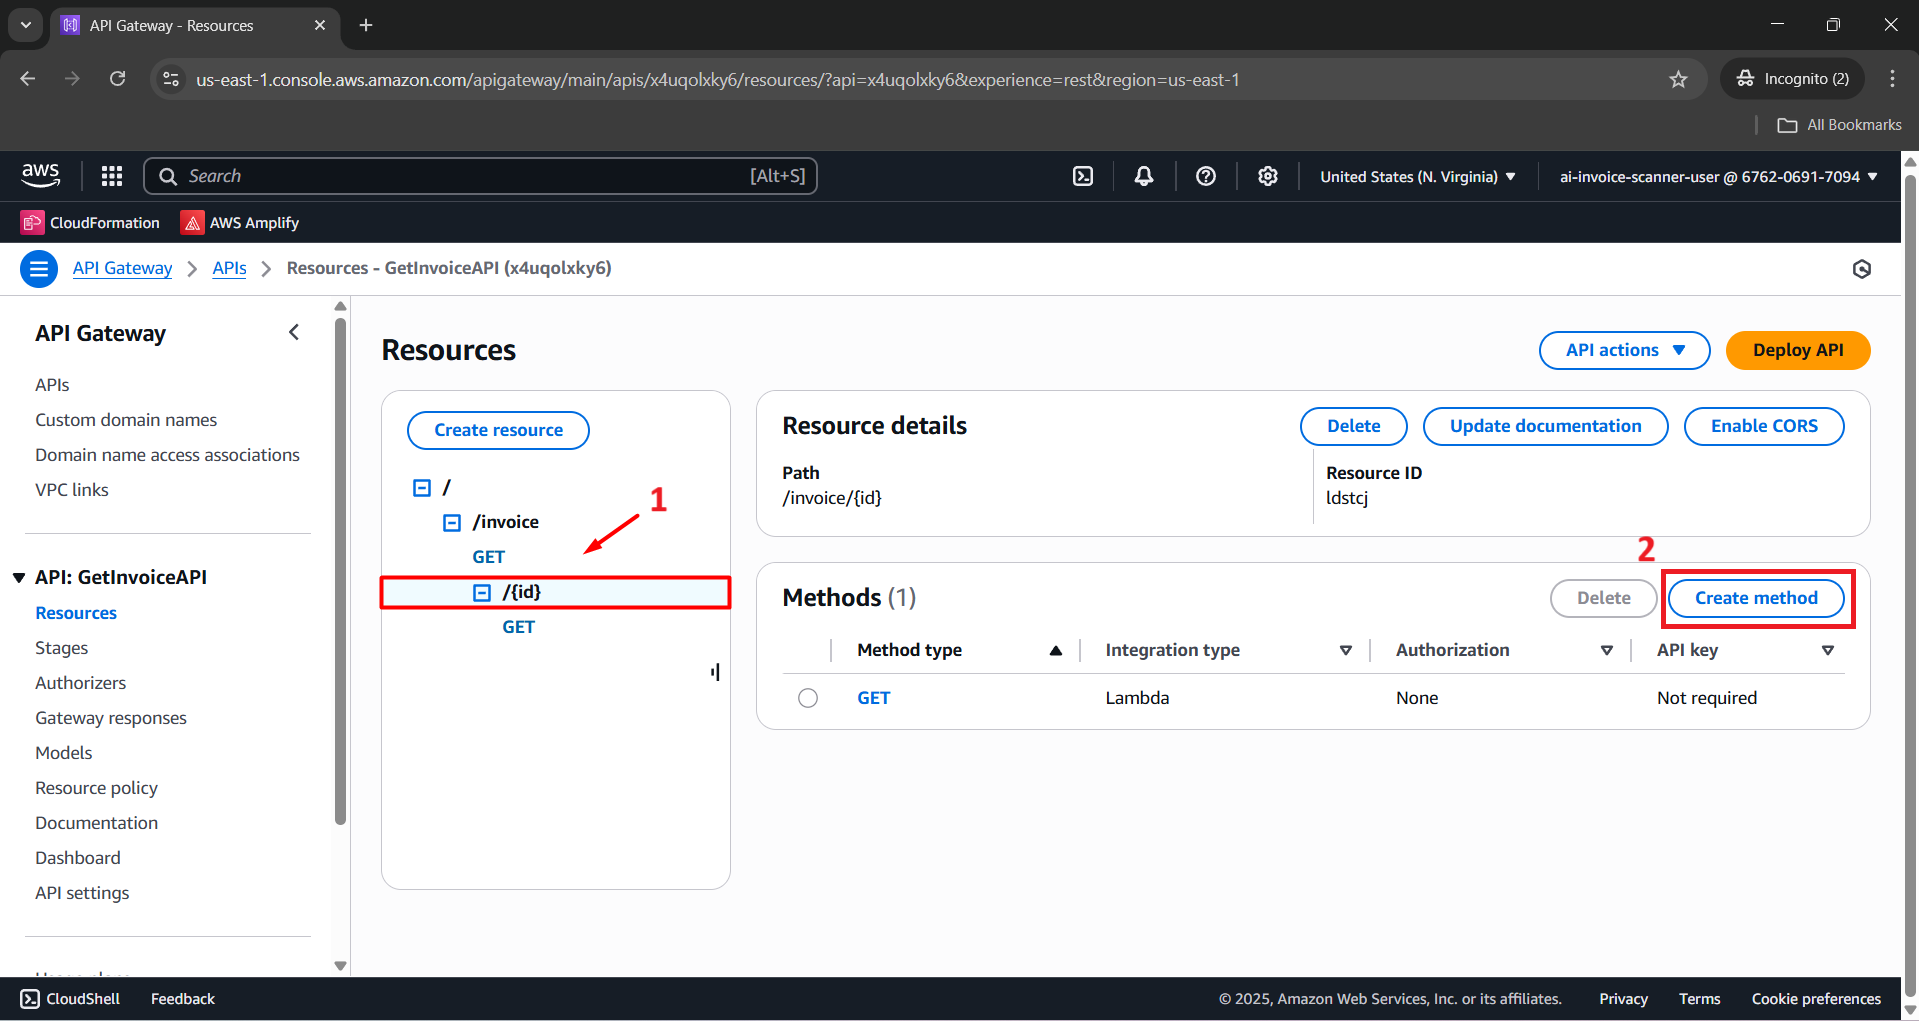 API Gateway - Resources
us-east-1.console.aws.amazon.com/apigateway/main/apis/x4uqolxky6/resources/?api=x4uqolxky6&experience=rest&region=us-east-1
Incognito (2)
All Bookmarks
aws
Search
[Alt+S]
United States (N. Virginia)
ai-invoice-scanner-user @ 6762-0691-7094
CloudFormation
AWS Amplify
API Gateway
APIs
Resources - GetInvoiceAPI (x4uqolxky6)
API Gateway
APIs
Custom domain names
Domain name access associations
VPC links
API: GetInvoiceAPI
Resources
Stages
Authorizers
Gateway responses
Models
Resource policy
Documentation
Dashboard
API settings
Resources
API actions
Deploy API
Create resource
/
/invoice
GET
/{id}
GET
1
Resource details
Delete
Update documentation
Enable CORS
Path
/invoice/{id}
Resource ID
ldstcj
2
Methods (1)
Delete
Create method
Method type
Integration type
Authorization
API key
GET
Lambda
None
Not required
CloudShell
Feedback
© 2025, Amazon Web Services, Inc. or its affiliates.
Privacy
Terms
Cookie preferences